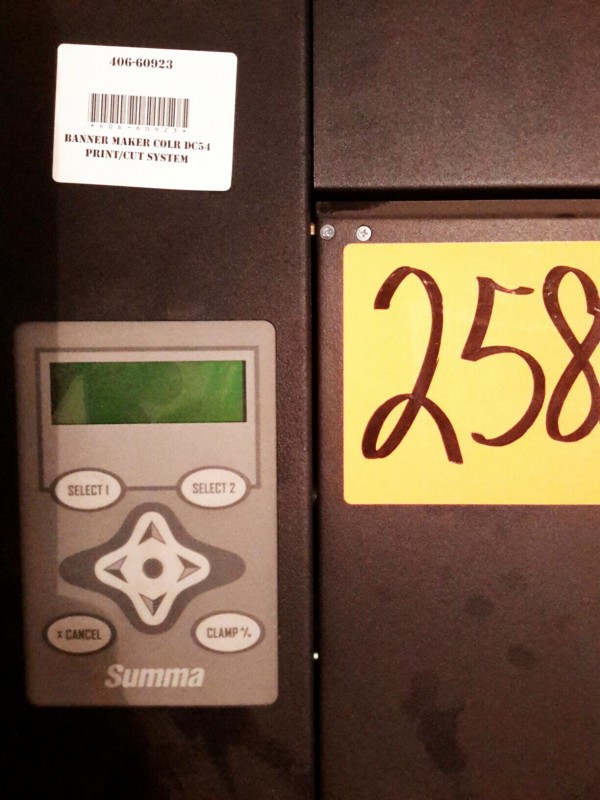 406-60923
BANNER MAKER COLR DC54
PRINT/CUT SYSTEM
258
SELECT 1
SELECT 2
x CANCEL
CLAMP %
Summa